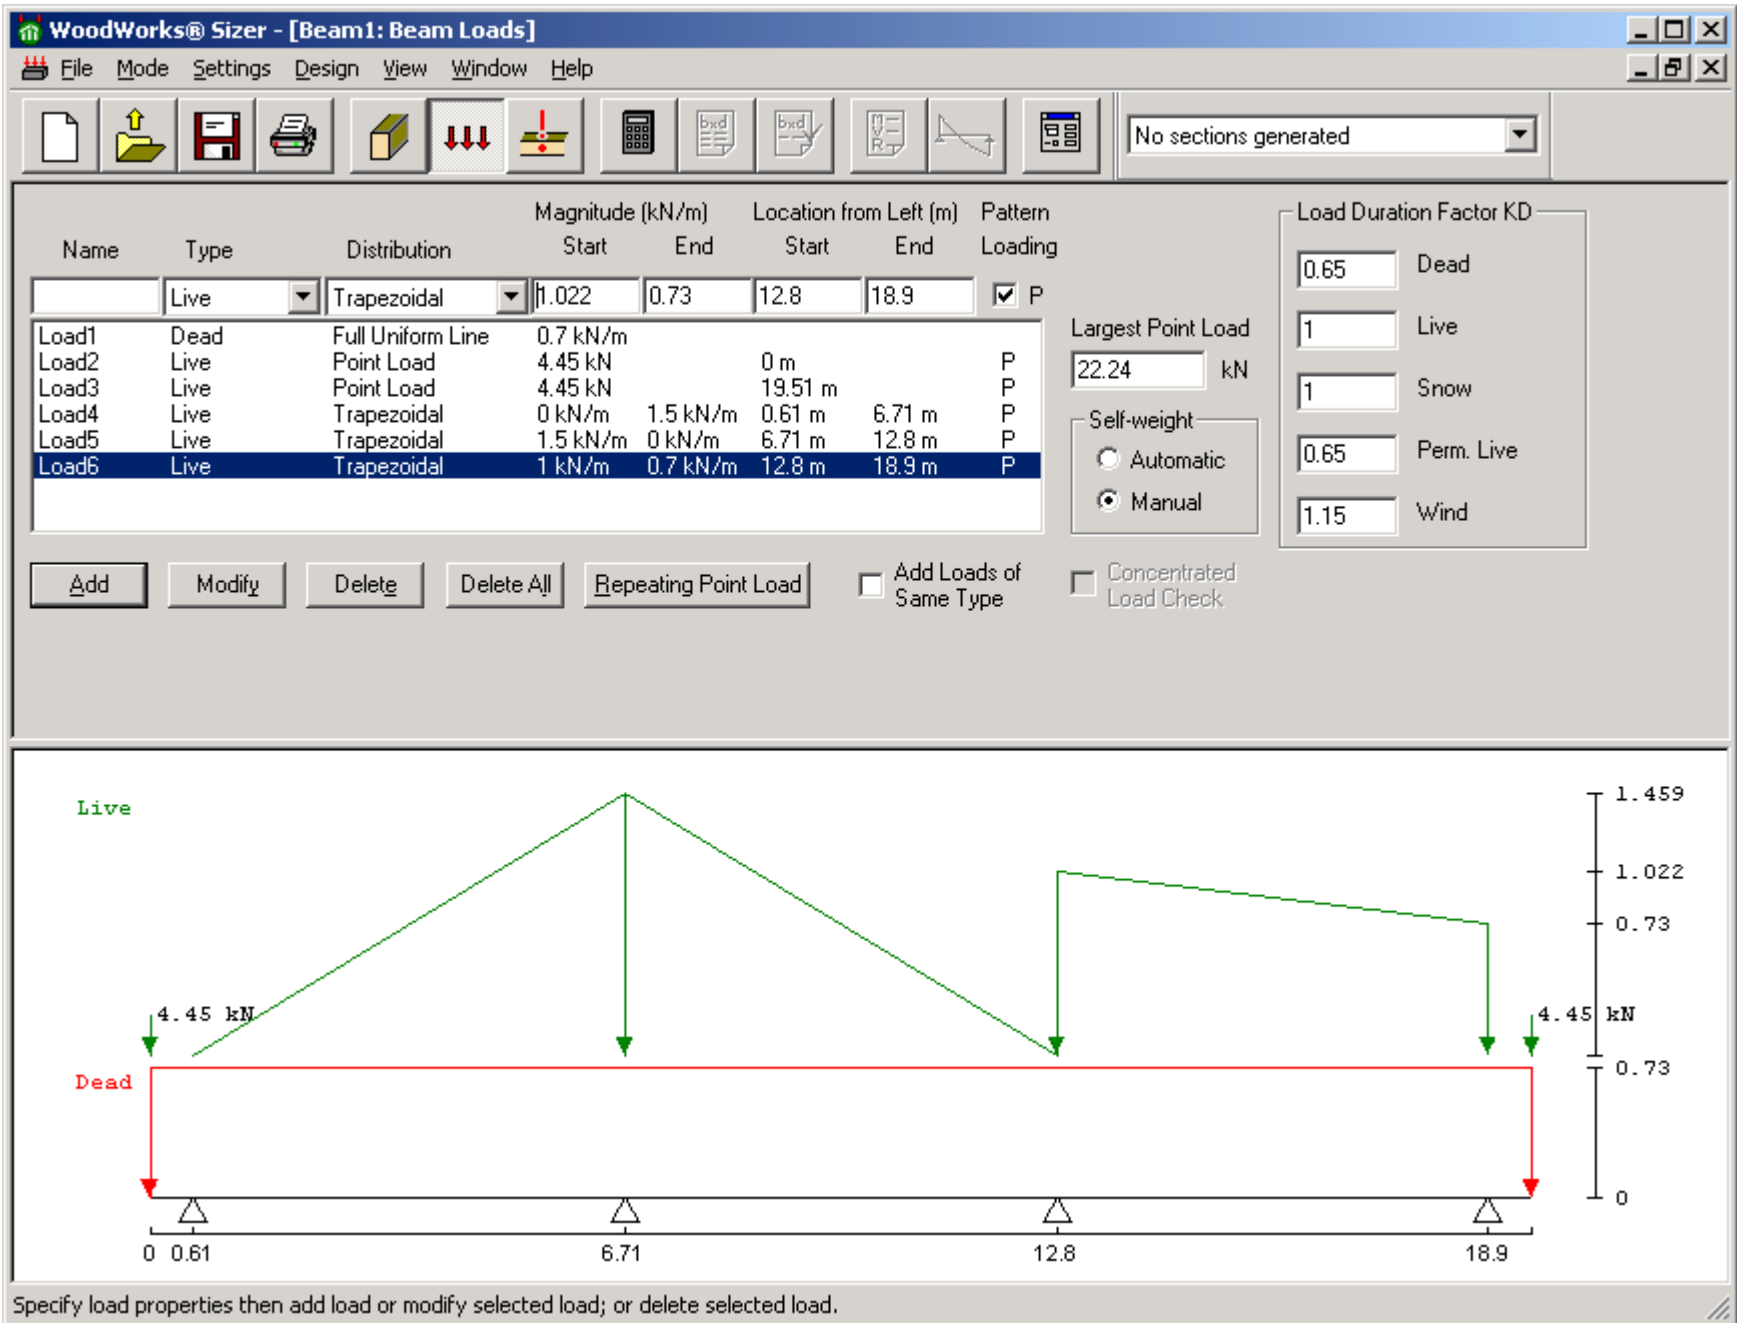 WoodWorks® Sizer - [Beam1: Beam Loads]
File Mode Settings Design View Window Help
bxd bxd M V R
No sections generated
Magnitude (kN/m) Location from Left (m) Pattern
Name Type Distribution Start End Start End Loading
Live Trapezoidal 1.022 0.73 12.8 18.9 P
Load1 Dead Full Uniform Line 0.7 kN/m
Load2 Live Point Load 4.45 kN 0 m P
Load3 Live Point Load 4.45 kN 19.51 m P
Load4 Live Trapezoidal 0 kN/m 1.5 kN/m 0.61 m 6.71 m P
Load5 Live Trapezoidal 1.5 kN/m 0 kN/m 6.71 m 12.8 m P
Load6 Live Trapezoidal 1 kN/m 0.7 kN/m 12.8 m 18.9 m P
Largest Point Load
22.24 kN
Self-weight
Automatic
Manual
Load Duration Factor KD
0.65 Dead
1 Live
1 Snow
0.65 Perm. Live
1.15 Wind
Add Modify Delete Delete All Repeating Point Load
Add Loads of
Same Type
Concentrated
Load Check
Live
1.459
1.022
0.73
4.45 kN 4.45 kN
Dead
0.73
0
0 0.61 6.71 12.8 18.9
Specify load properties then add load or modify selected load; or delete selected load.